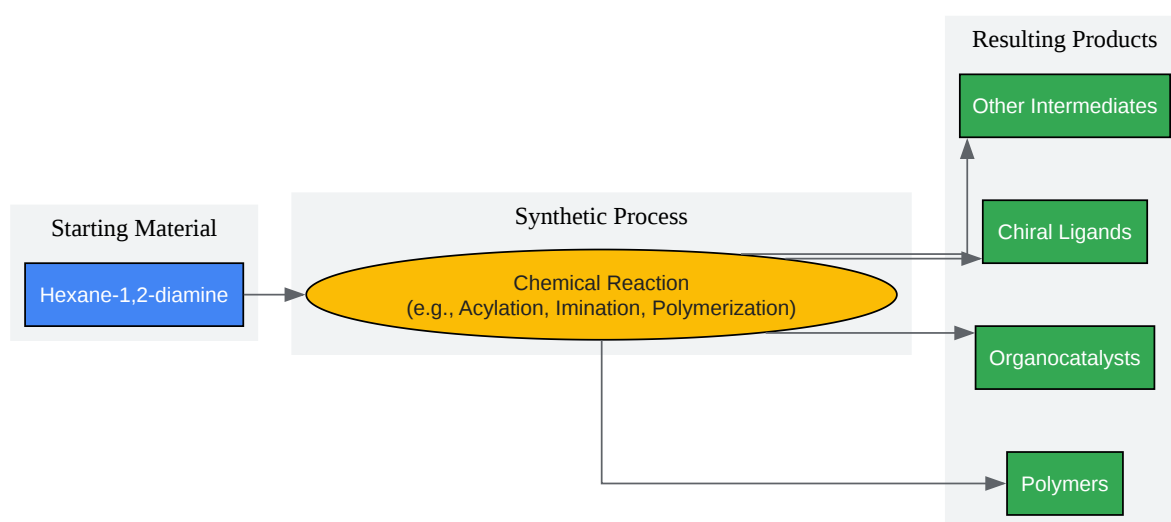 Starting Material
Hexane-1,2-diamine
Synthetic Process
Chemical Reaction
(e.g., Acylation, Imination, Polymerization)
Resulting Products
Other Intermediates
Chiral Ligands
Organocatalysts
Polymers